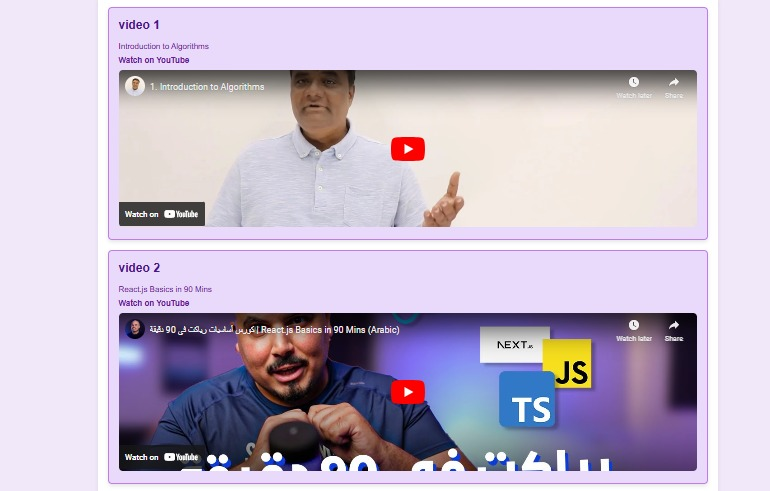 video 1
Introduction to Algorithms
Watch on YouTube
1. Introduction to Algorithms
Watch later
Share
Watch on YouTube
video 2
React.js Basics in 90 Mins
Watch on YouTube
كورس أساسيات رياكت في 90 دقيقة | React.js Basics in 90 Mins (Arabic)
Watch later
Share
NEXT.JS
JS
TS
Watch on YouTube